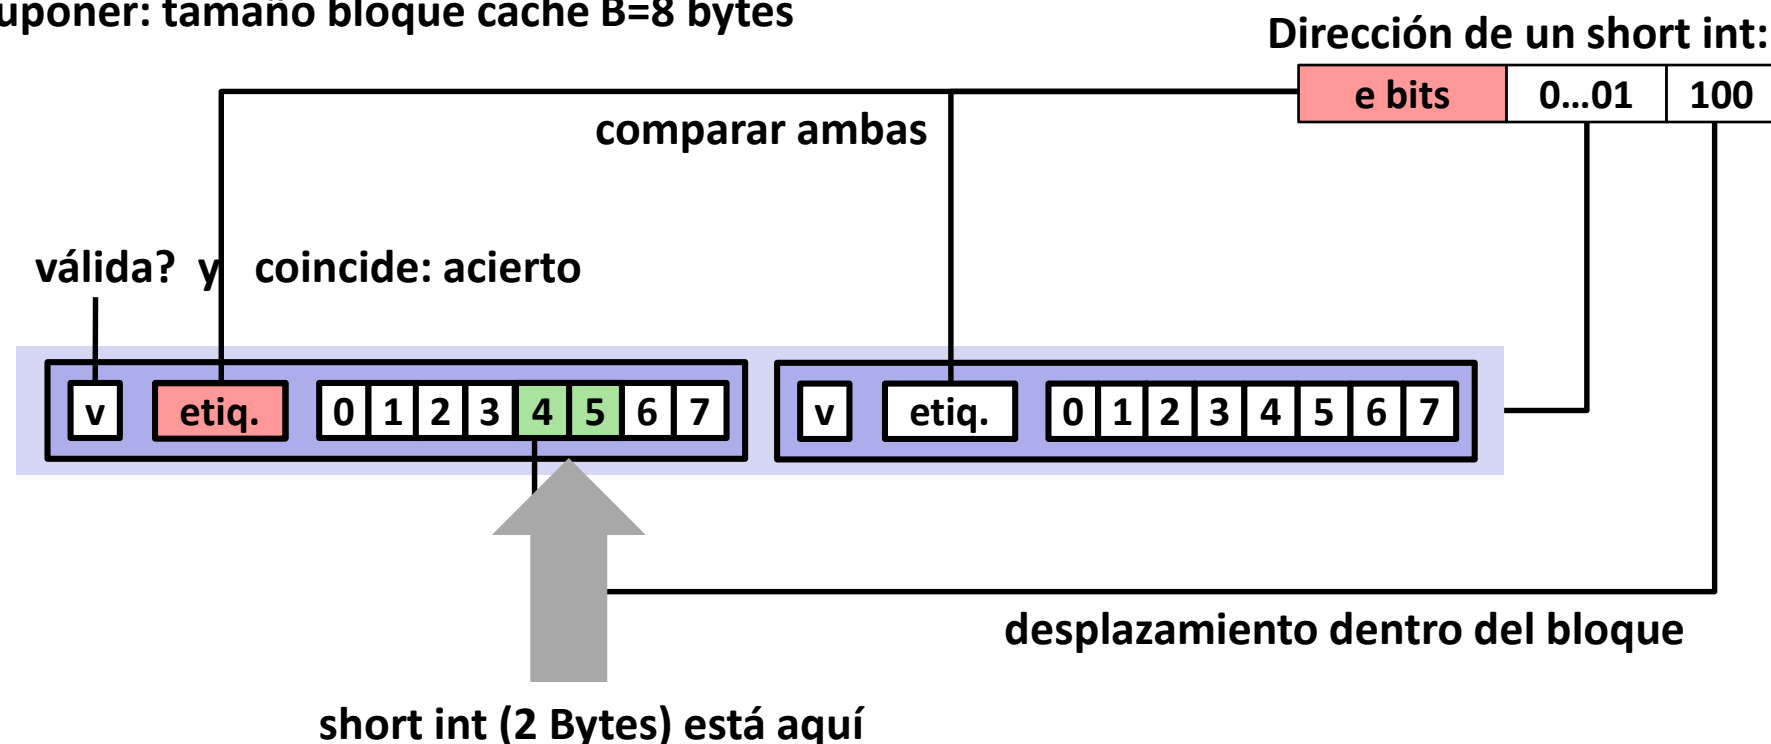 uponer: tamaño bloque cache B=8 bytes
Dirección de un short int:
e bits 0...01 100
comparar ambas
válida? y coincide: acierto
v etiq. 0 1 2 3 4 5 6 7 v etiq. 0 1 2 3 4 5 6 7
desplazamiento dentro del bloque
short int (2 Bytes) está aquí